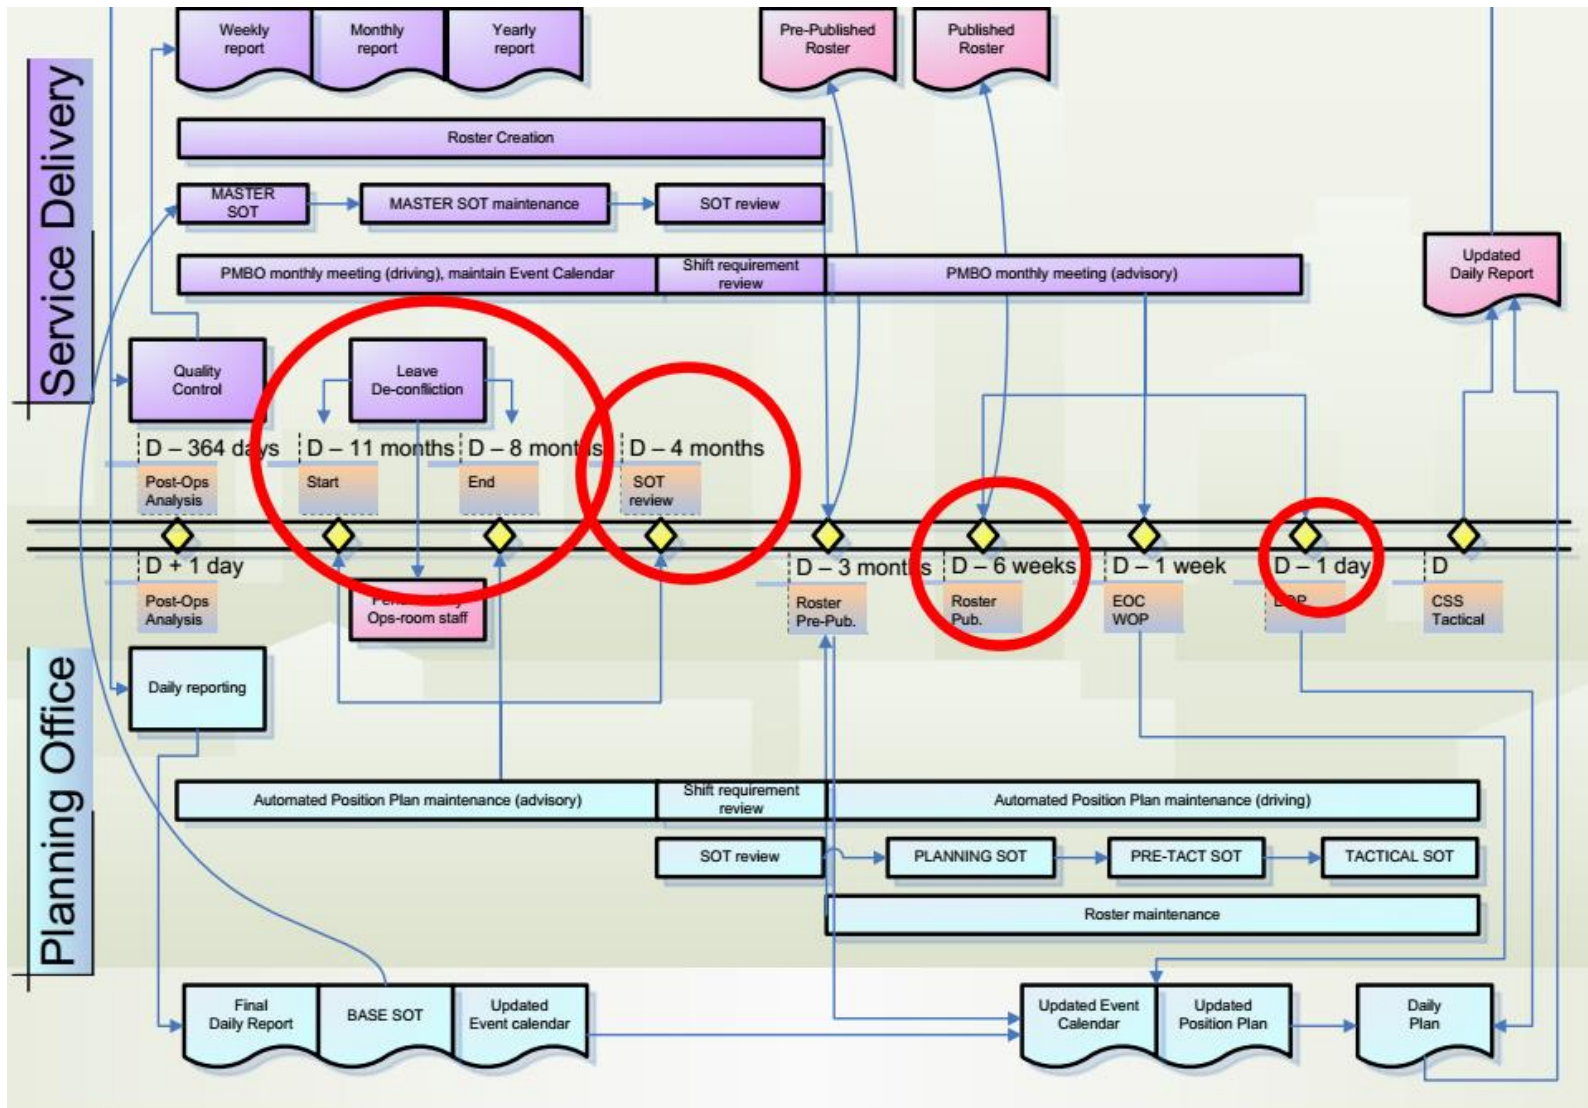 Weekly
report
Monthly
report
Yearly
report
Pre-Published
Roster
Published
Roster
Service Delivery
Roster Creation
MASTER
SOT
MASTER SOT maintenance
SOT review
PMBO monthly meeting (driving), maintain Event Calendar
Shift requirement
review
PMBO monthly meeting (advisory)
Updated
Daily Report
Quality
Control
Leave
De-confliction
D – 364 days
Post-Ops
Analysis
D – 11 months
Start
D – 8 months
End
D – 4 months
SOT
review
D + 1 day
Post-Ops
Analysis
Ops-room staff
D – 3 months
Roster
Pre-Pub.
D – 6 weeks
Roster
Pub.
D – 1 week
EOC
WOP
D – 1 day
D
CSS
Tactical
Planning Office
Daily reporting
Automated Position Plan maintenance (advisory)
Shift requirement
review
Automated Position Plan maintenance (driving)
SOT review
PLANNING SOT
PRE-TACT SOT
TACTICAL SOT
Roster maintenance
Final
Daily Report
BASE SOT
Updated
Event calendar
Updated Event
Calendar
Updated
Position Plan
Daily
Plan